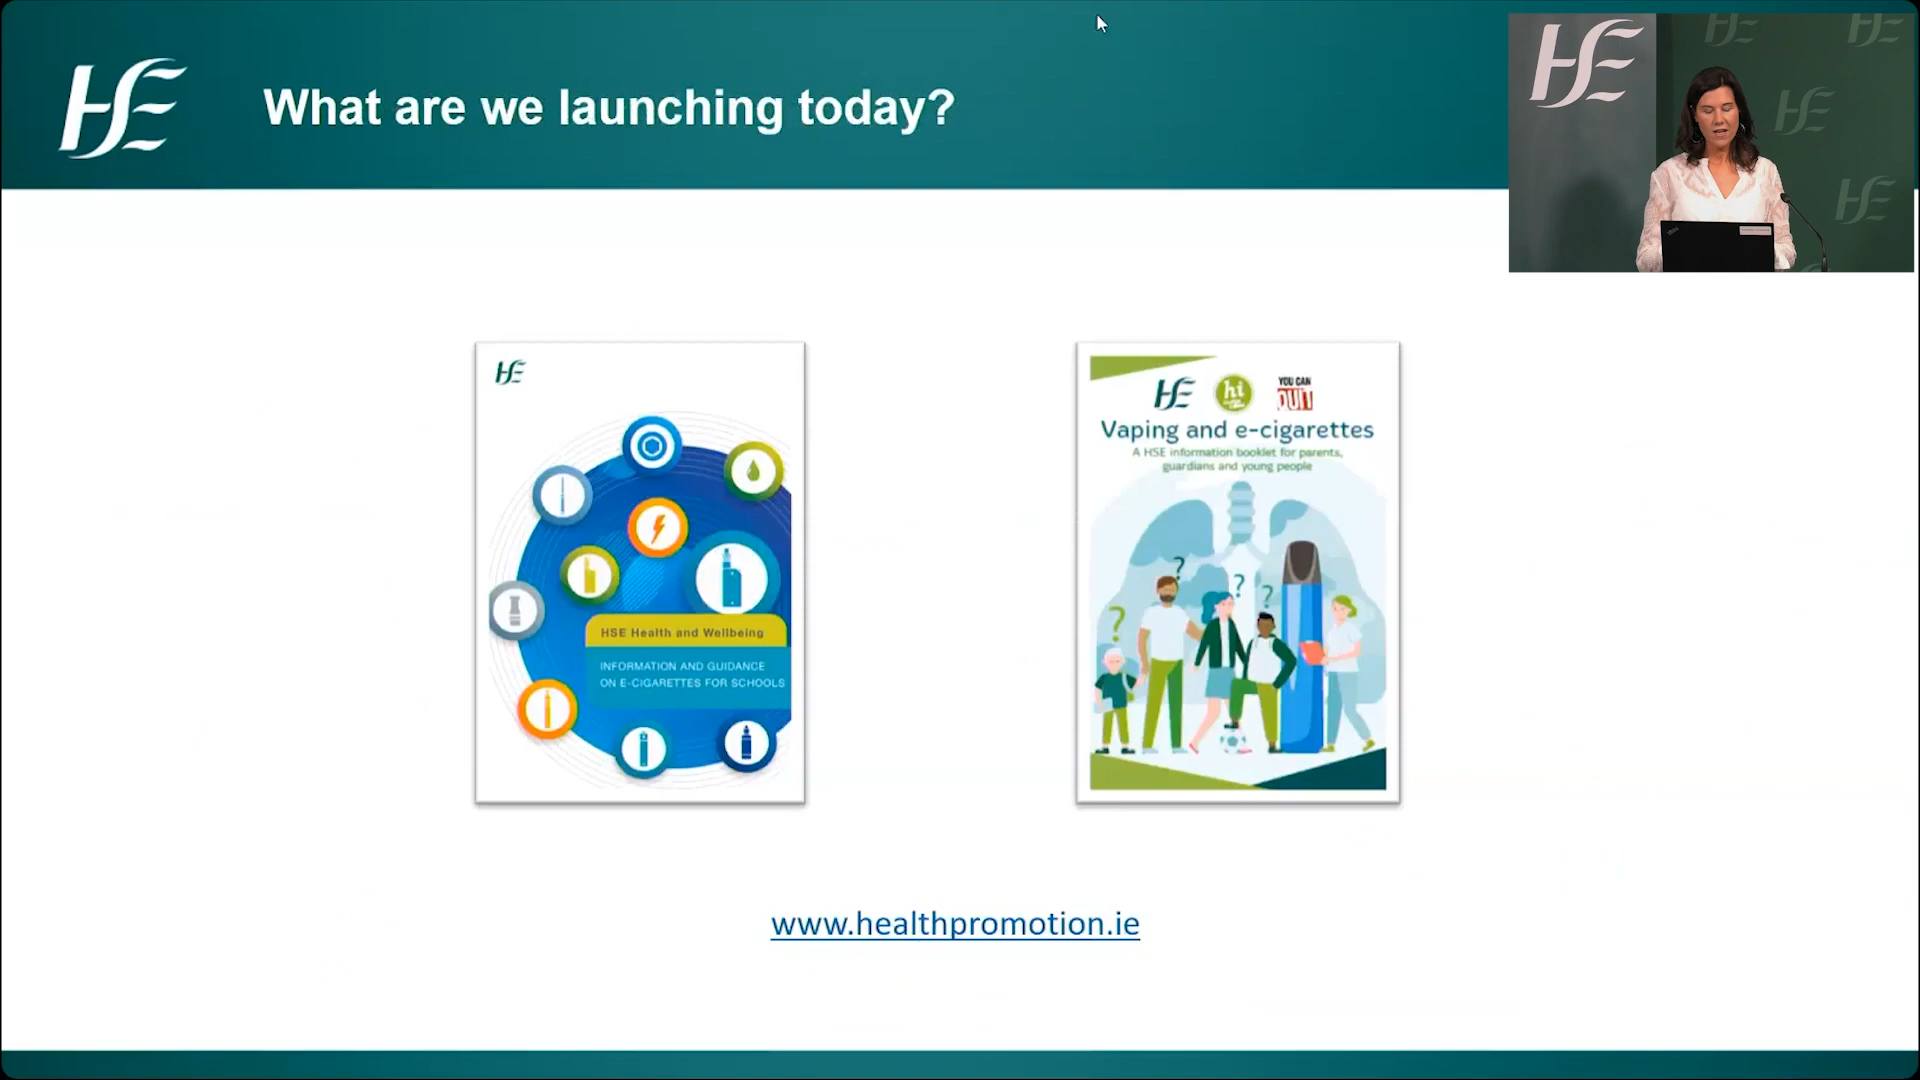 HSE
What are we launching today?
HSE
HSE
HSE Health and Wellbeing
INFORMATION AND GUIDANCE
ON E-CIGARETTES FOR SCHOOLS
HSE
hi
YOU CAN
QUIT
Vaping and e-cigarettes
A HSE information booklet for parents,
guardians and young people
?
?
?
?
www.healthpromotion.ie